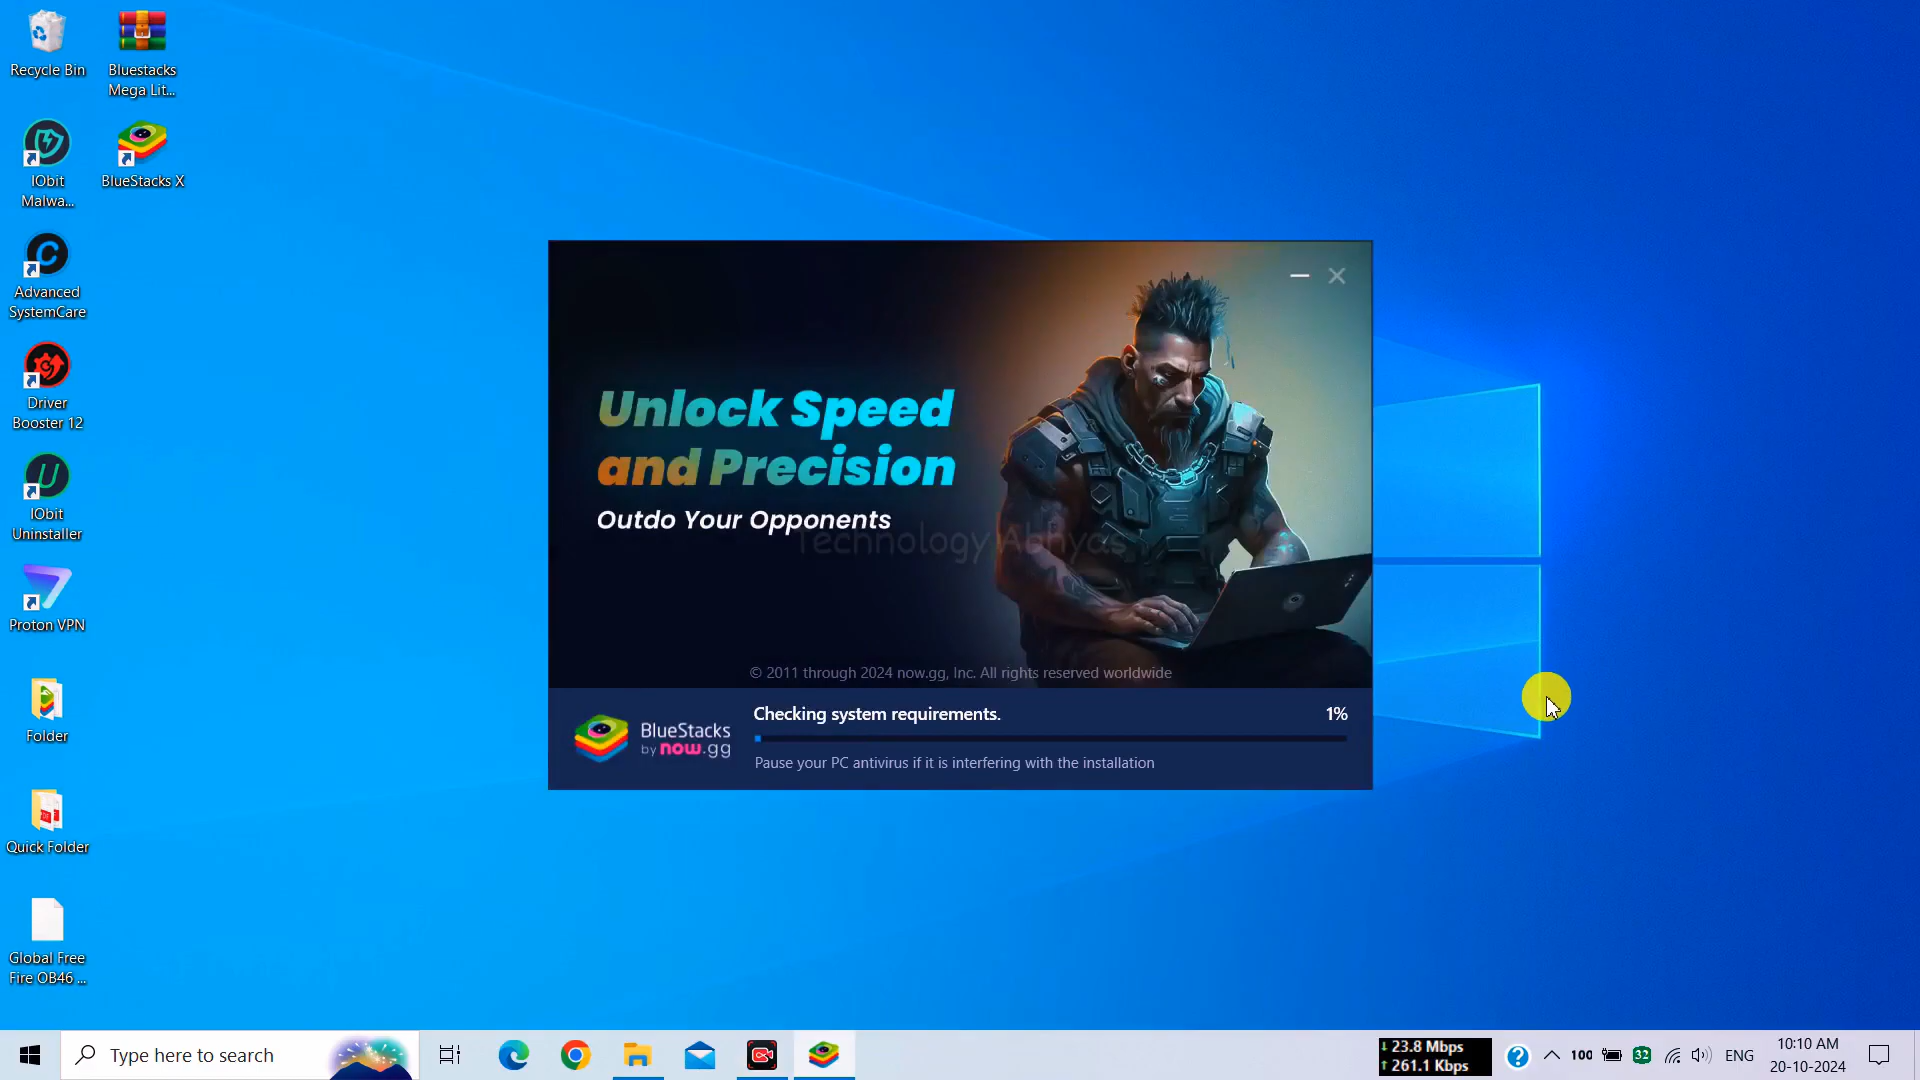 Recycle Bin
Bluestacks
Mega Lit...
IObit
Malwa...
BlueStacks X
Advanced
SystemCare
Driver
Booster 12
IObit
Uninstaller
Proton VPN
Folder
Quick Folder
Global Free
Fire OB46 ...
Unlock Speed
and Precision
Outdo Your Opponents
Technology Abhyas
© 2011 through 2024 now.gg, Inc. All rights reserved worldwide
BlueStacks
by now.gg
Checking system requirements.
1%
Pause your PC antivirus if it is interfering with the installation
Type here to search
↓ 23.8 Mbps
↑ 261.1 Kbps
100
32
ENG
10:10 AM
20-10-2024